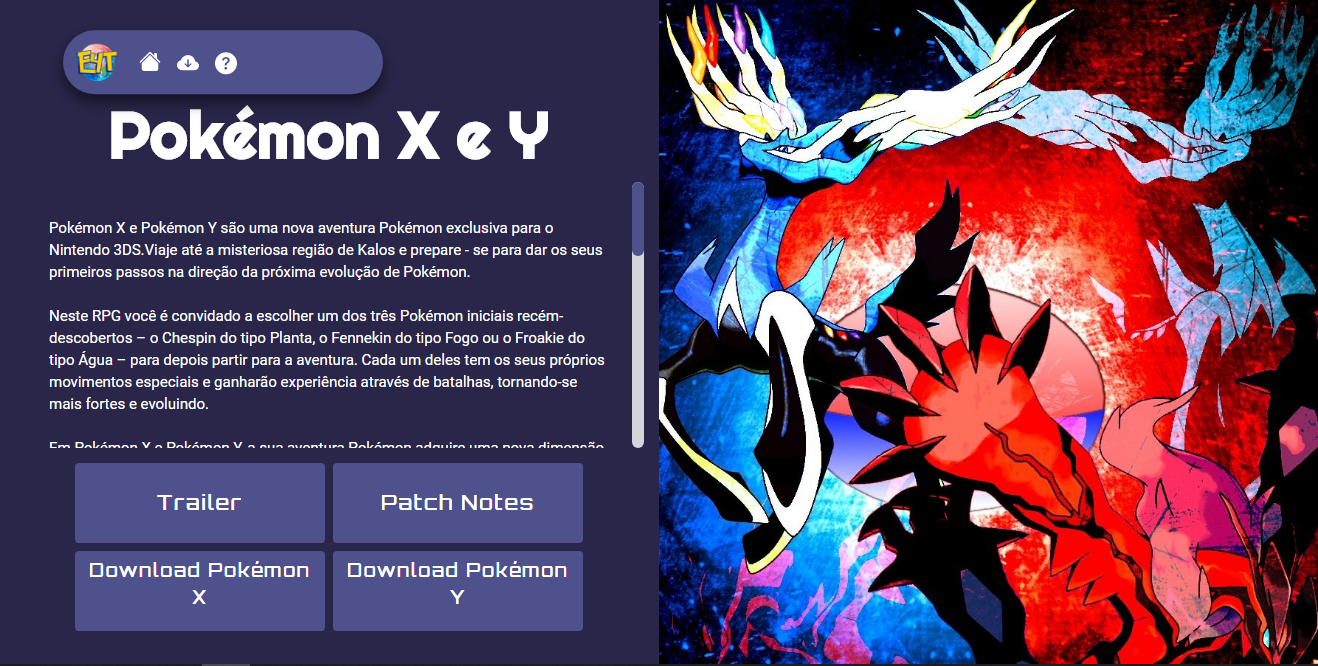 EYT
?
Pokémon X e Y
Pokémon X e Pokémon Y são uma nova aventura Pokémon exclusiva para o
Nintendo 3DS.Viaje até a misteriosa região de Kalos e prepare - se para dar os seus
primeiros passos na direção da próxima evolução de Pokémon.
Neste RPG você é convidado a escolher um dos três Pokémon iniciais recém-
descobertos – o Chespin do tipo Planta, o Fennekin do tipo Fogo ou o Froakie do
tipo Água – para depois partir para a aventura. Cada um deles tem os seus próprios
movimentos especiais e ganharão experiência através de batalhas, tornando-se
mais fortes e evoluindo.
Em Pokémon X e Pokémon Y, a sua aventura Pokémon adquire uma nova dimensão
Trailer
Patch Notes
Download Pokémon
X
Download Pokémon
Y